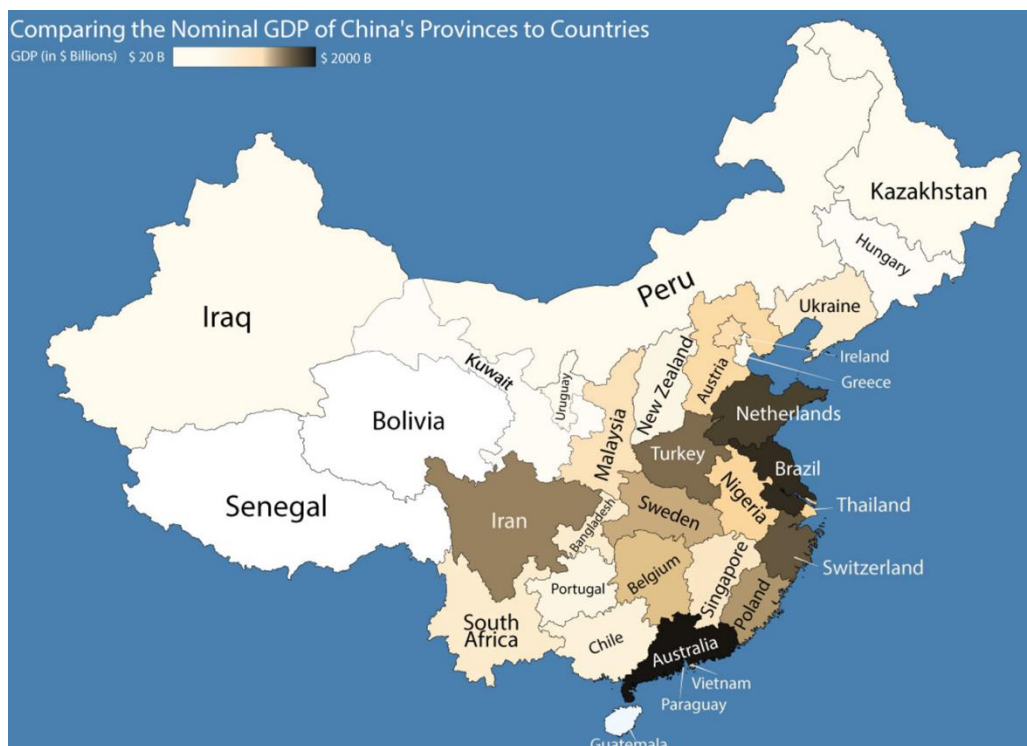 Comparing the Nominal GDP of China's Provinces to Countries
GDP (in $ Billions) $ 20 B $ 2000 B
Kazakhstan
Hungary
Peru
Ukraine
Iraq
Ireland
Kuwait
New Zealand
Austria
Greece
Uruguay
Bolivia
Malaysia
Netherlands
Turkey
Brazil
Senegal
Iran
Nigeria
Thailand
Bangladesh
Sweden
Switzerland
Belgium
Singapore
Portugal
Poland
South
Africa
Chile
Australia
Vietnam
Paraguay
Guatemala